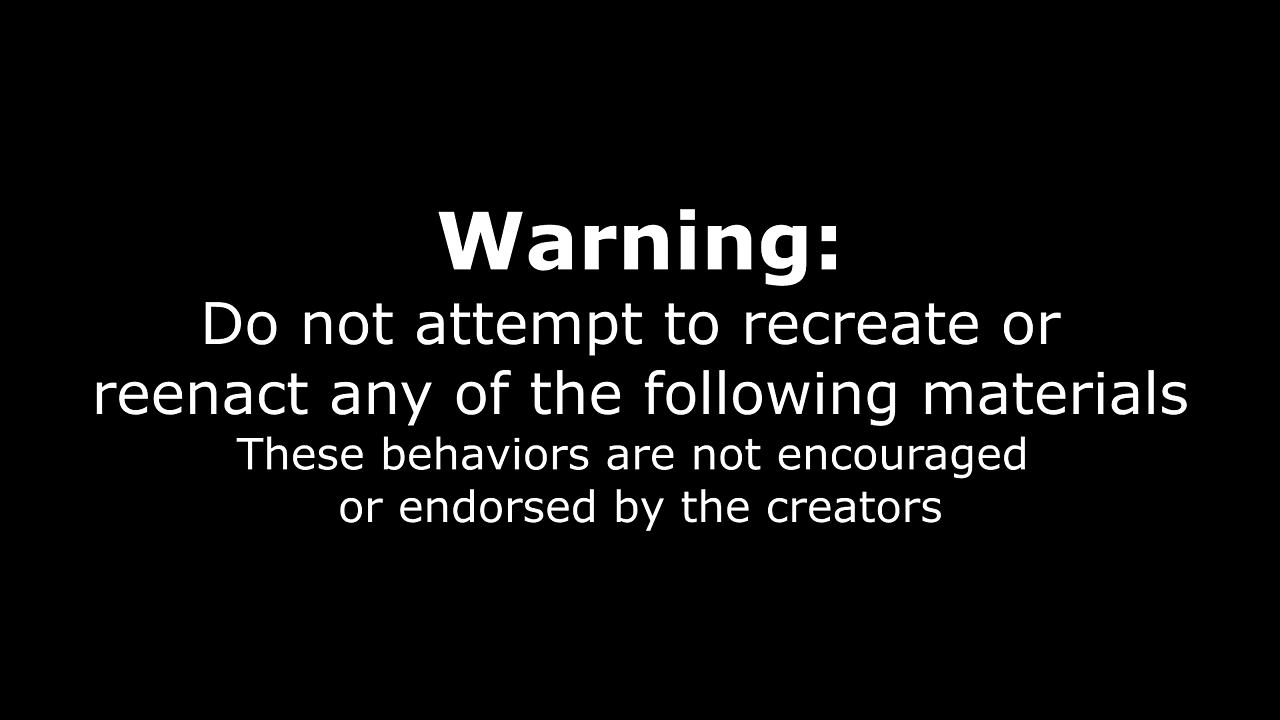 Warning:
Do not attempt to recreate or
reenact any of the following materials
These behaviors are not encouraged
or endorsed by the creators